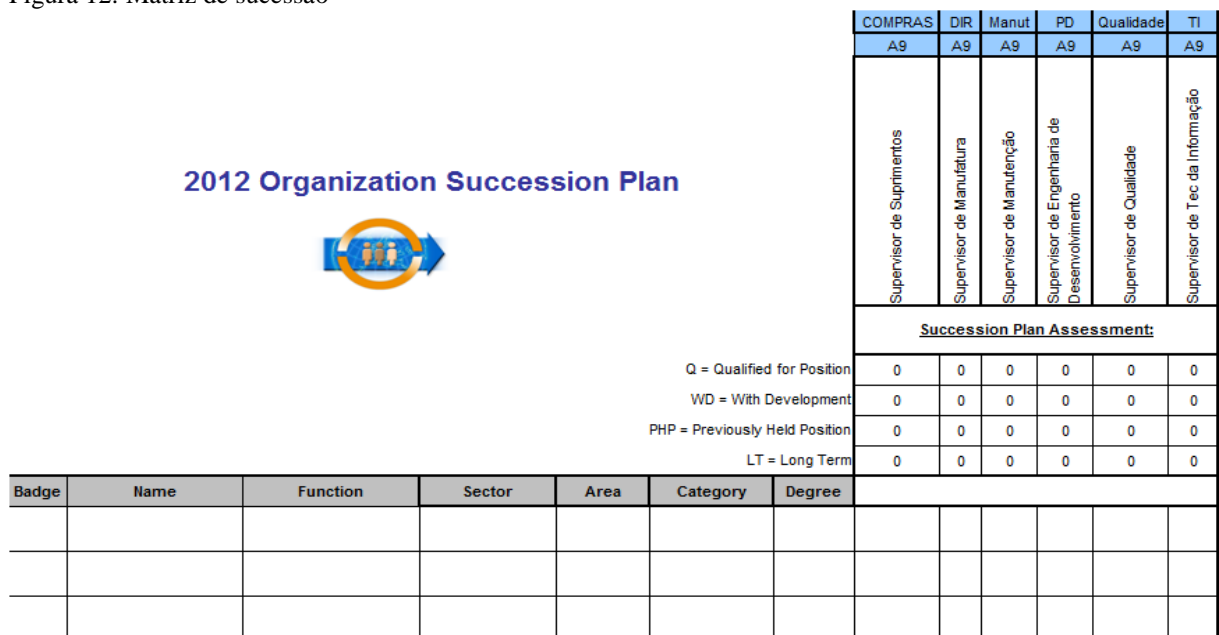 Figura 12: Matriz de sucessão
COMPRAS DIR Manut PD Qualidade TI
A9 A9 A9 A9 A9 A9
Supervisor de Suprimentos
Supervisor de Manufatura
Supervisor de Manutenção
Supervisor de Engenharia de
Desenvolvimento
Supervisor de Qualidade
Supervisor de Tec da Informação
2012 Organization Succession Plan
Succession Plan Assessment:
Q = Qualified for Position 0 0 0 0 0 0
WD = With Development 0 0 0 0 0 0
PHP = Previously Held Position 0 0 0 0 0 0
LT = Long Term 0 0 0 0 0 0
Badge Name Function Sector Area Category Degree